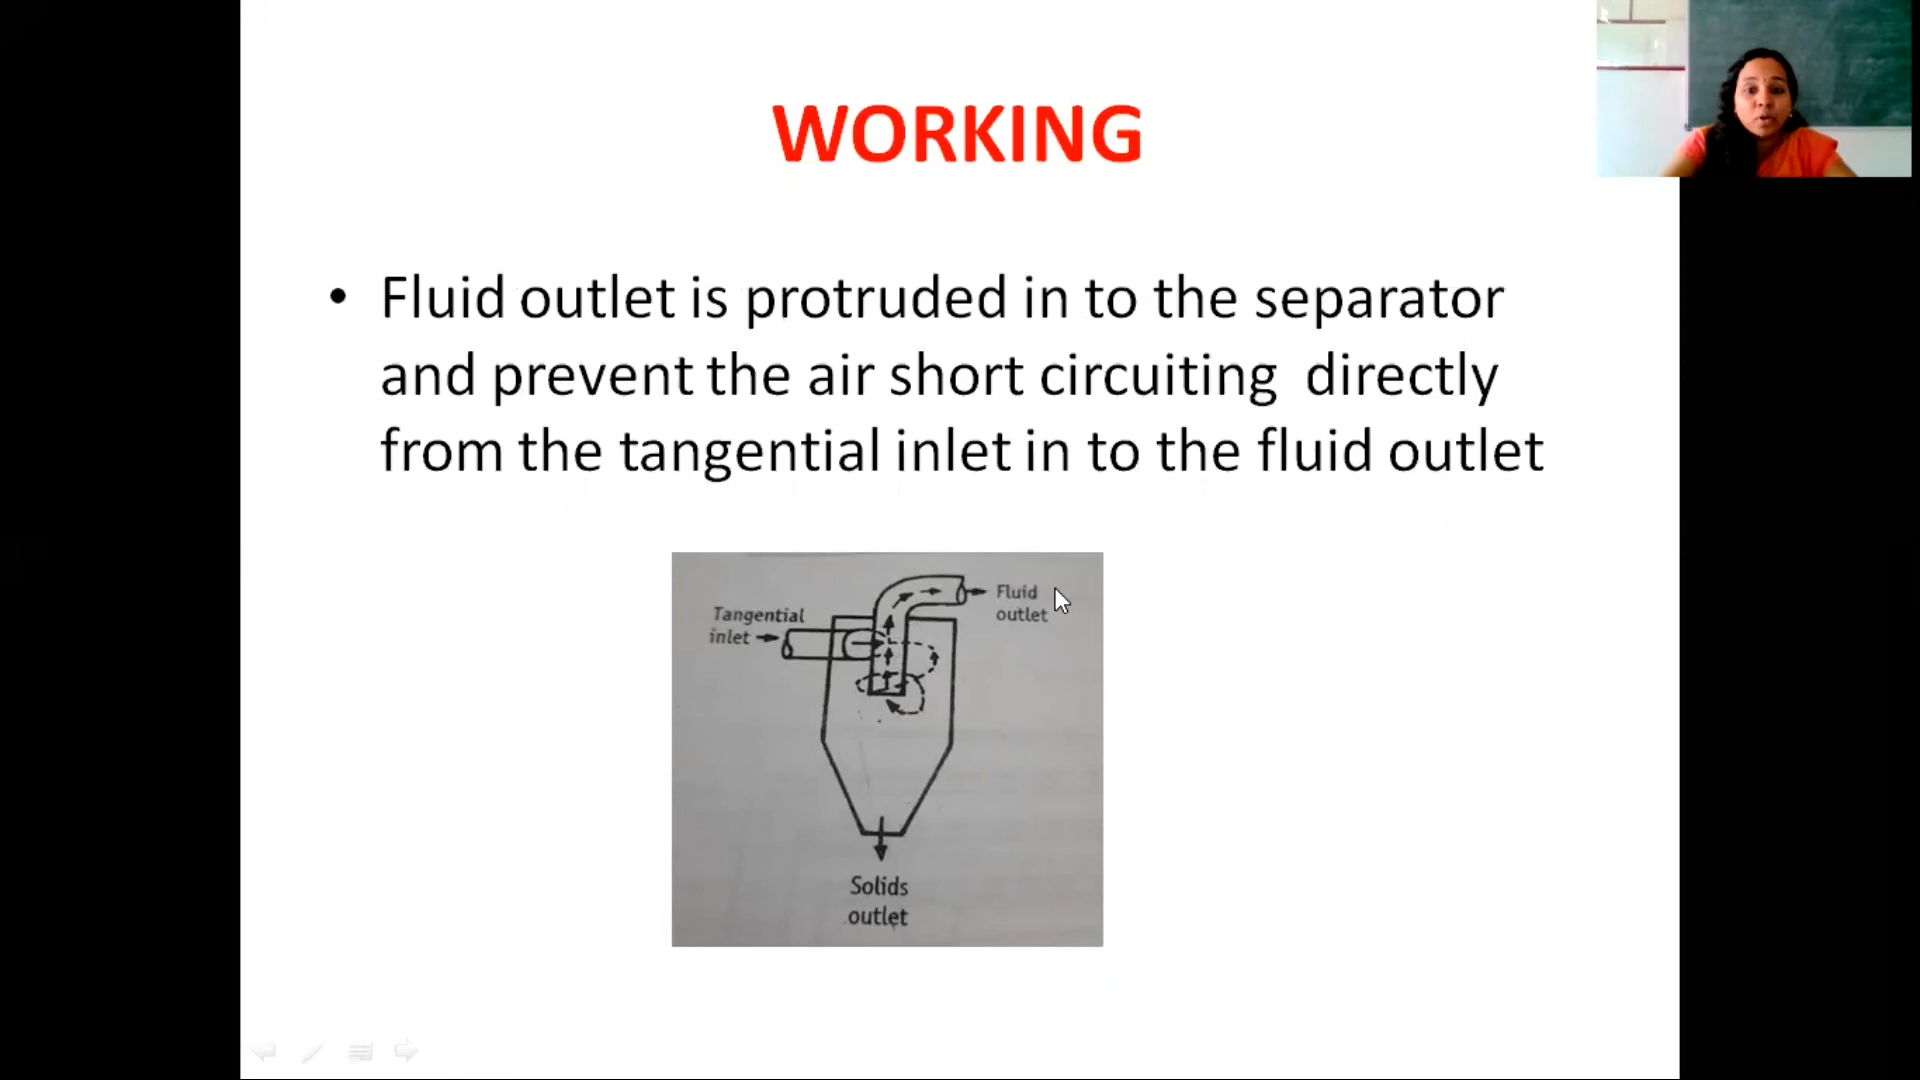 WORKING
• Fluid outlet is protruded in to the separator
and prevent the air short circuiting directly
from the tangential inlet in to the fluid outlet
Tangential
inlet
Fluid
outlet
Solids
outlet